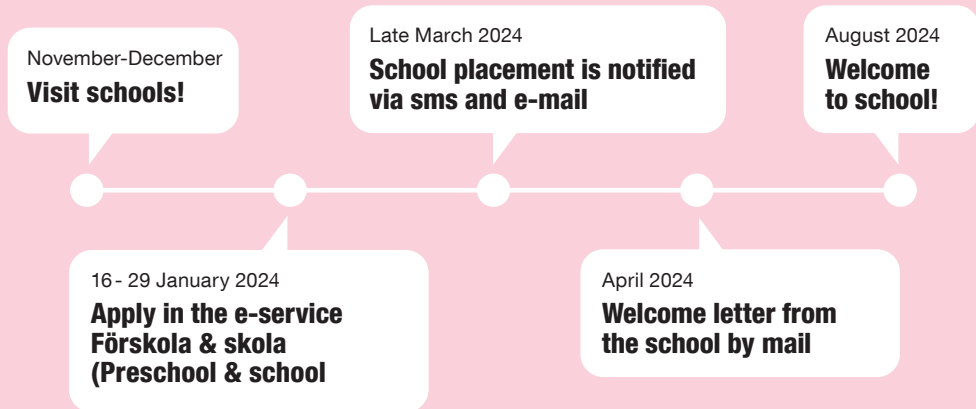 November-December
Visit schools!
16- 29 January 2024
Apply in the e-service
Förskola & skola
(Preschool & school
Late March 2024
School placement is notified
via sms and e-mail
April 2024
Welcome letter from
the school by mail
August 2024
Welcome
to school!